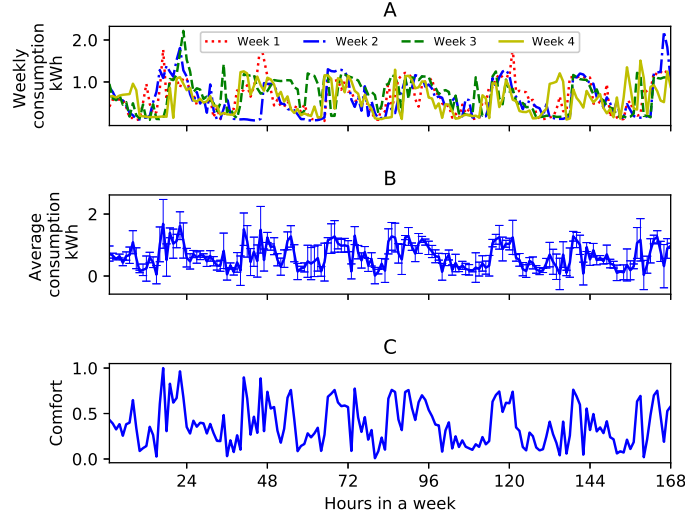 A
Weekly
consumption
kWh
2.0
1.0
Week 1
Week 2
Week 3
Week 4
B
Average
consumption
kWh
2
0
C
Comfort
1.0
0.5
0.0
24
48
72
96
120
144
168
Hours in a week